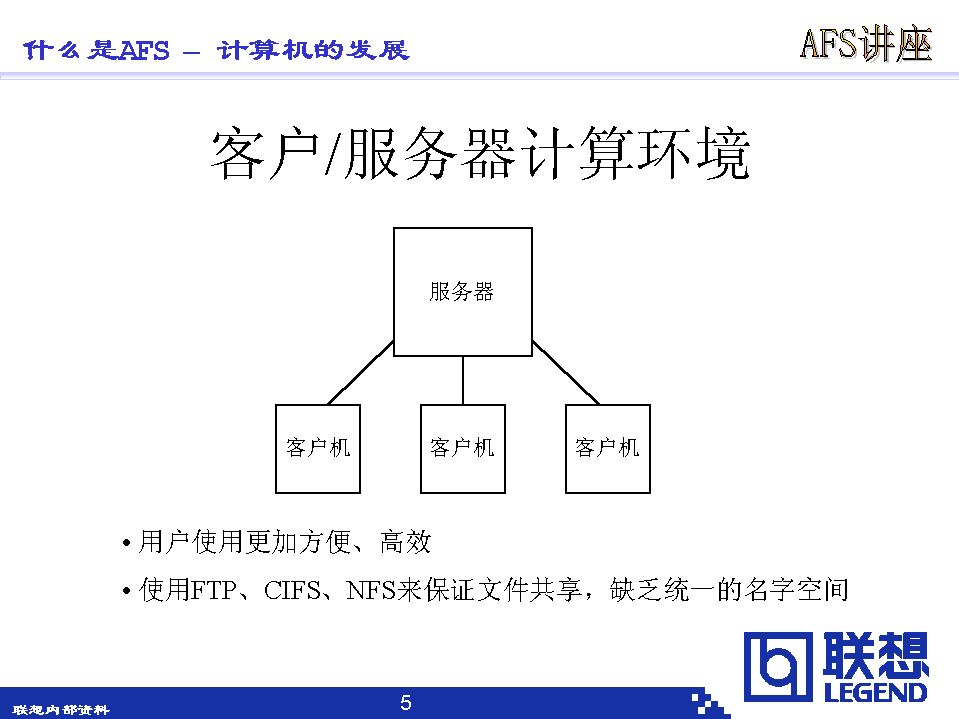 什么是AFS – 计算机的发展
AFS讲座
客户/服务器计算环境
服务器
客户机 客户机 客户机
• 用户使用更加方便、高效
• 使用FTP、CIFS、NFS来保证文件共享，缺乏统一的名字空间
联想
LEGEND
联想内部资料
5